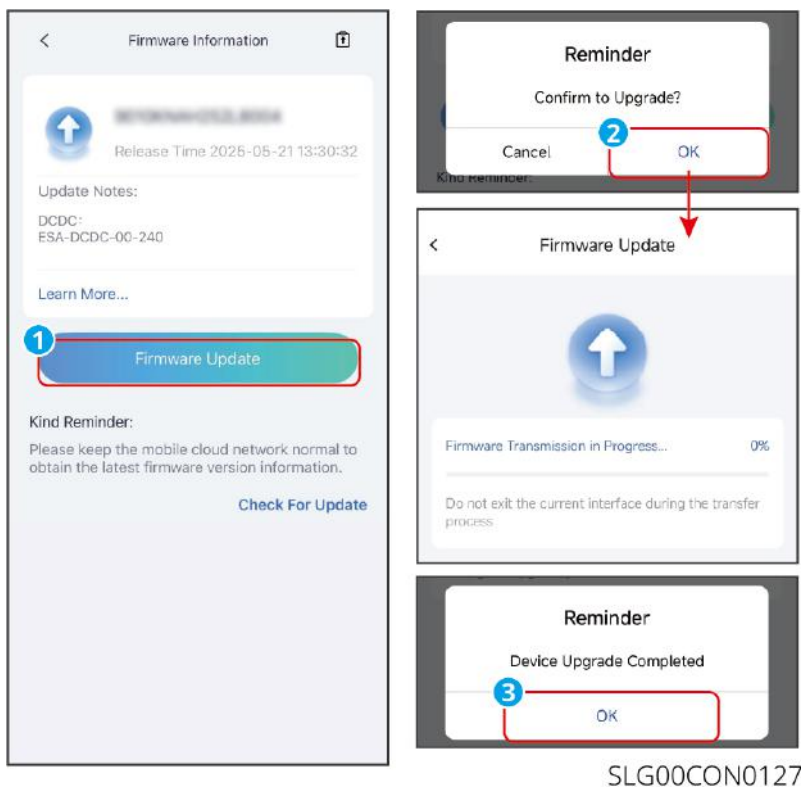 Firmware Information
Release Time 2025-05-21 13:30:32
Update Notes:
DCDC:
ESA-DCDC-00-240
Learn More...
1
Firmware Update
Kind Reminder:
Please keep the mobile cloud network normal to
obtain the latest firmware version information.
Check For Update
Reminder
Confirm to Upgrade?
2
Cancel
OK
Kind Reminder:
Firmware Update
Firmware Transmission in Progress...
0%
Do not exit the current interface during the transfer
process
Reminder
Device Upgrade Completed
3
OK
SLG00CON0127